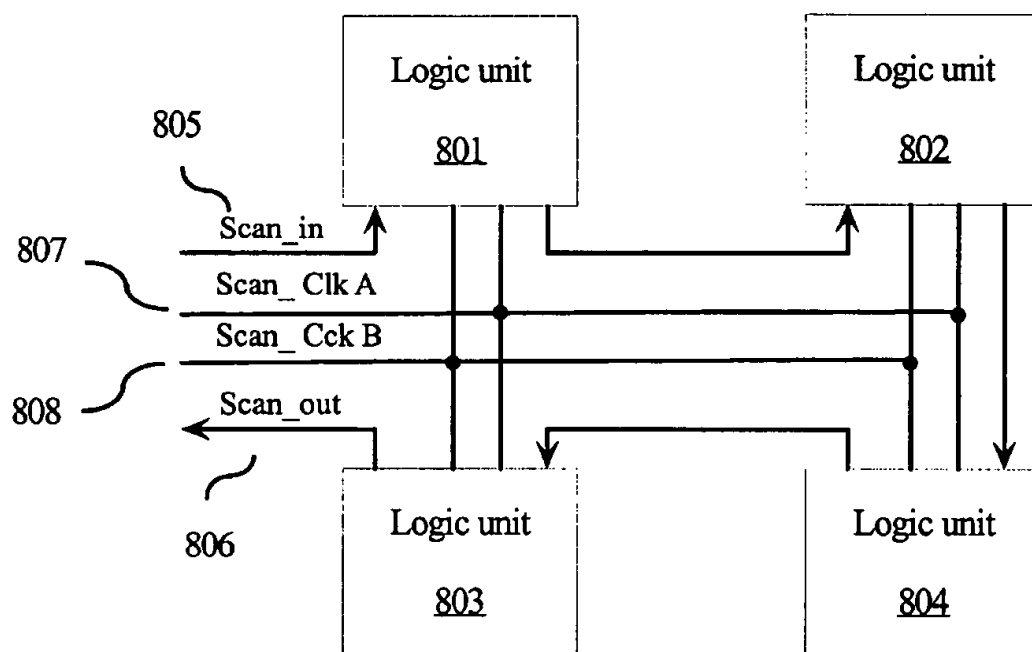 Logic unit
801
Logic unit
802
805
Scan_in
807
Scan_ Clk A
Scan_ Cck B
808
Scan_out
806
Logic unit
803
Logic unit
804